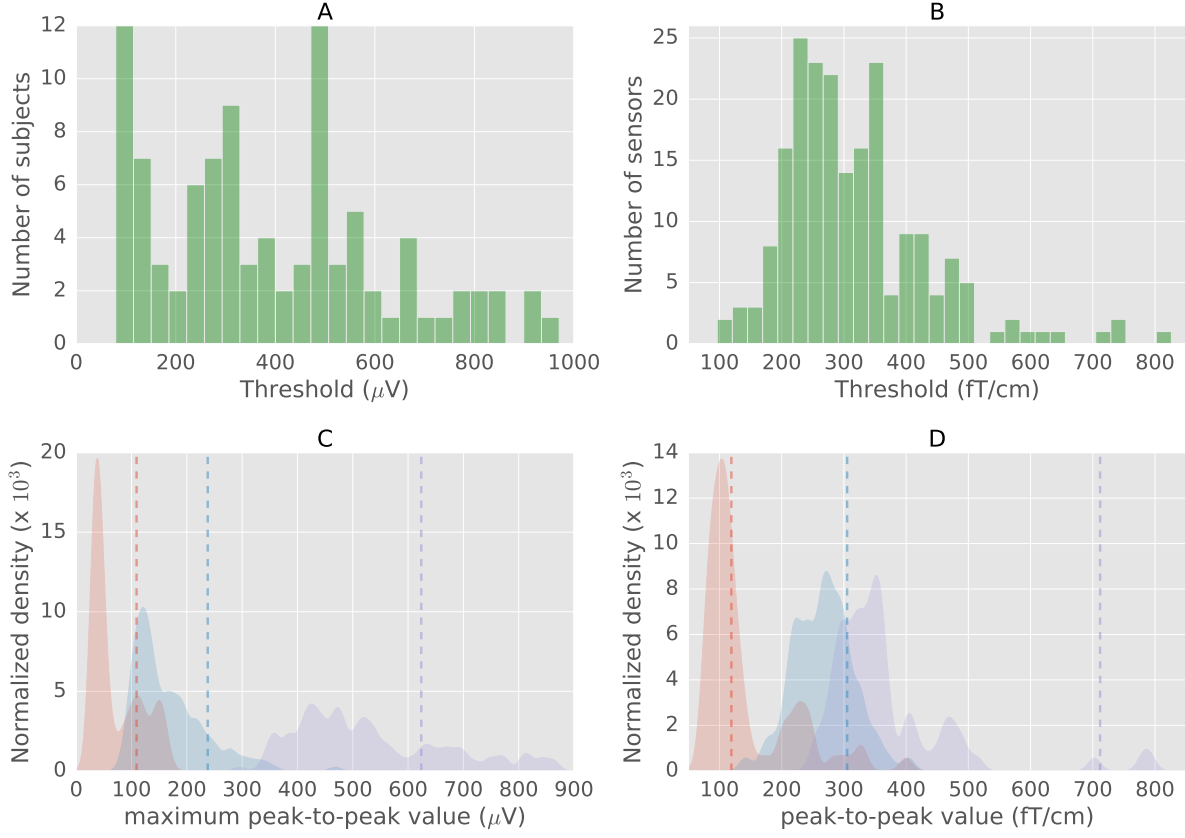 A
12
10
8
6
4
2
0
Number of subjects
0 200 400 600 800 1000
Threshold (μV)
B
25
20
15
10
5
0
Number of sensors
100 200 300 400 500 600 700 800
Threshold (fT/cm)
C
20
15
10
5
0
Normalized density (x 10³)
0 100 200 300 400 500 600 700 800 900
maximum peak-to-peak value (μV)
D
14
12
10
8
6
4
2
0
Normalized density (x 10³)
100 200 300 400 500 600 700 800
peak-to-peak value (fT/cm)